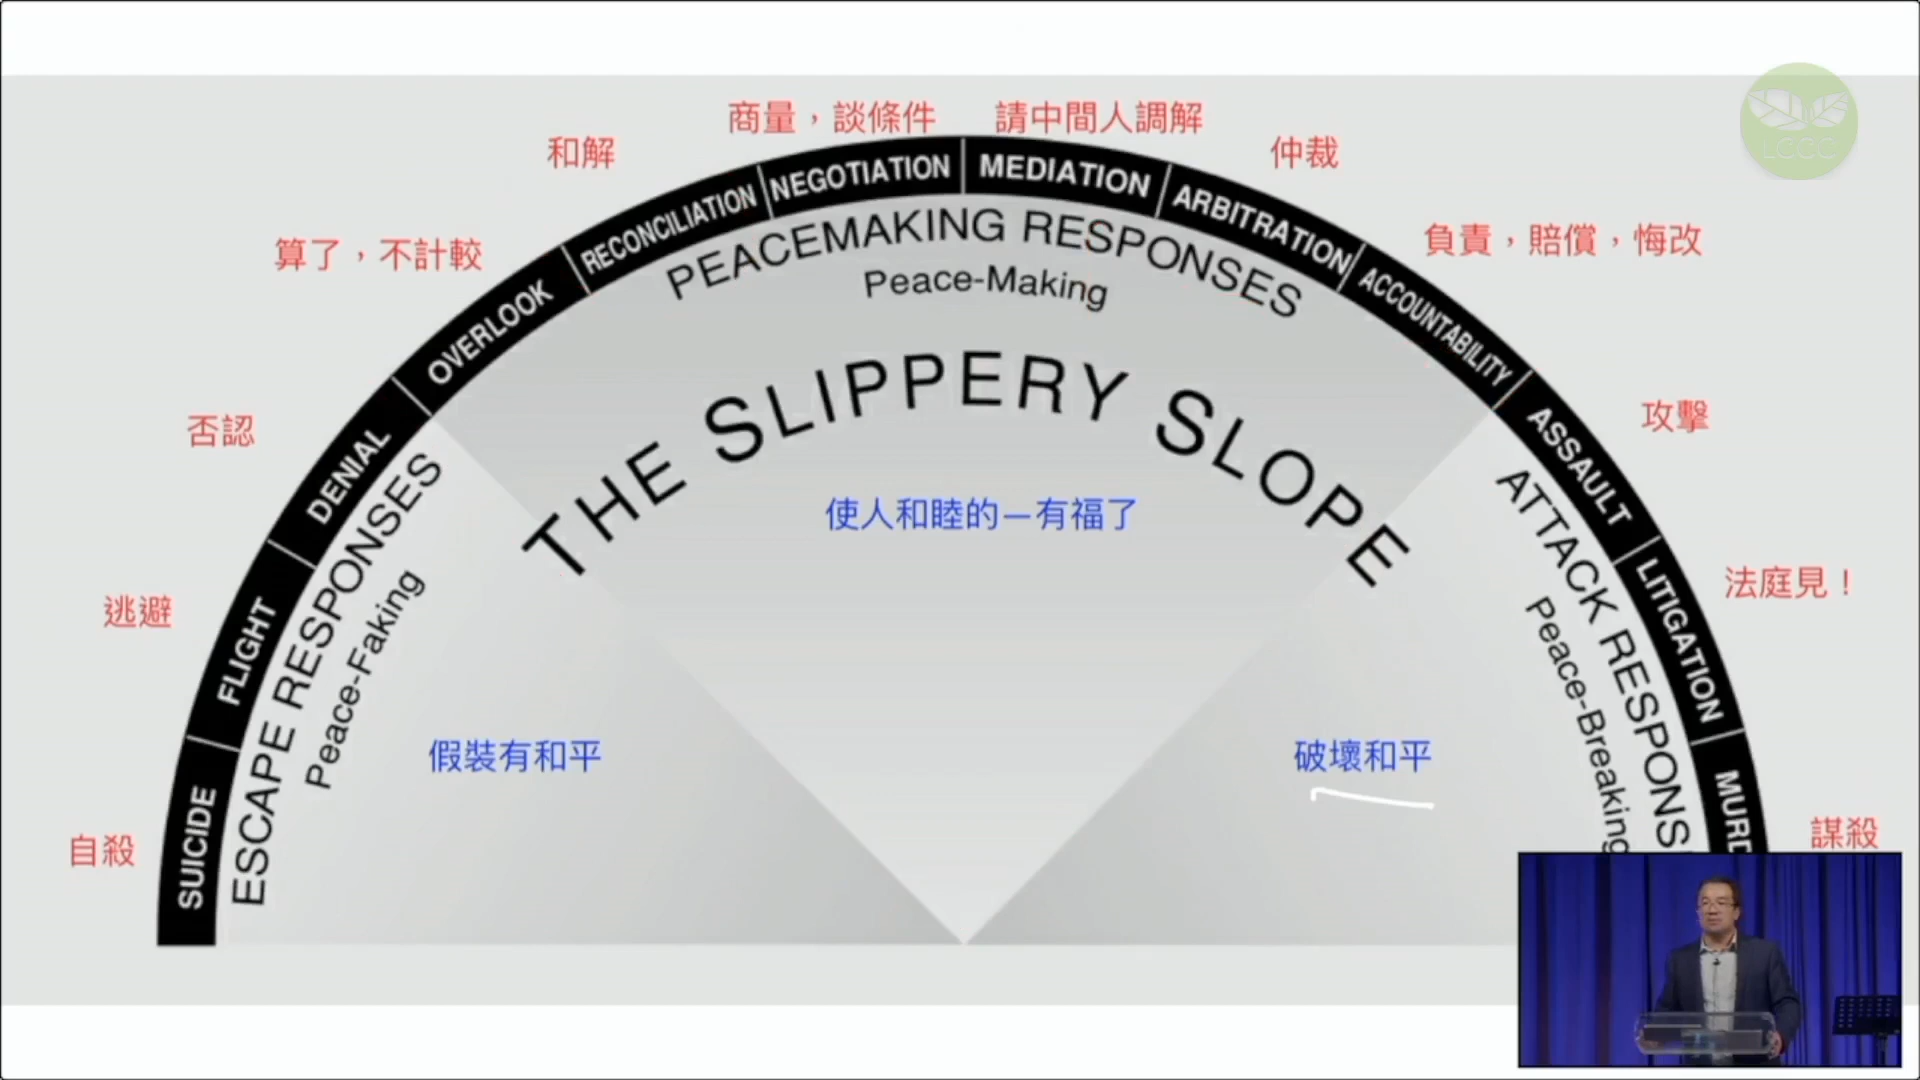 商量，談條件
請中間人調解
和解
仲裁
算了，不計較
負責，賠償，悔改
否認
攻擊
逃避
法庭見！
自殺
謀殺
SUICIDE
FLIGHT
DENIAL
OVERLOOK
RECONCILIATION
NEGOTIATION
MEDIATION
ARBITRATION
ACCOUNTABILITY
ASSAULT
LITIGATION
ESCAPE RESPONSES
Peace-Faking
PEACEMAKING RESPONSES
Peace-Making
Peace-Breaking
THE SLIPPERY SLOPE
使人和睦的—有福了
假裝有和平
破壞和平
ATTACK
LCCC